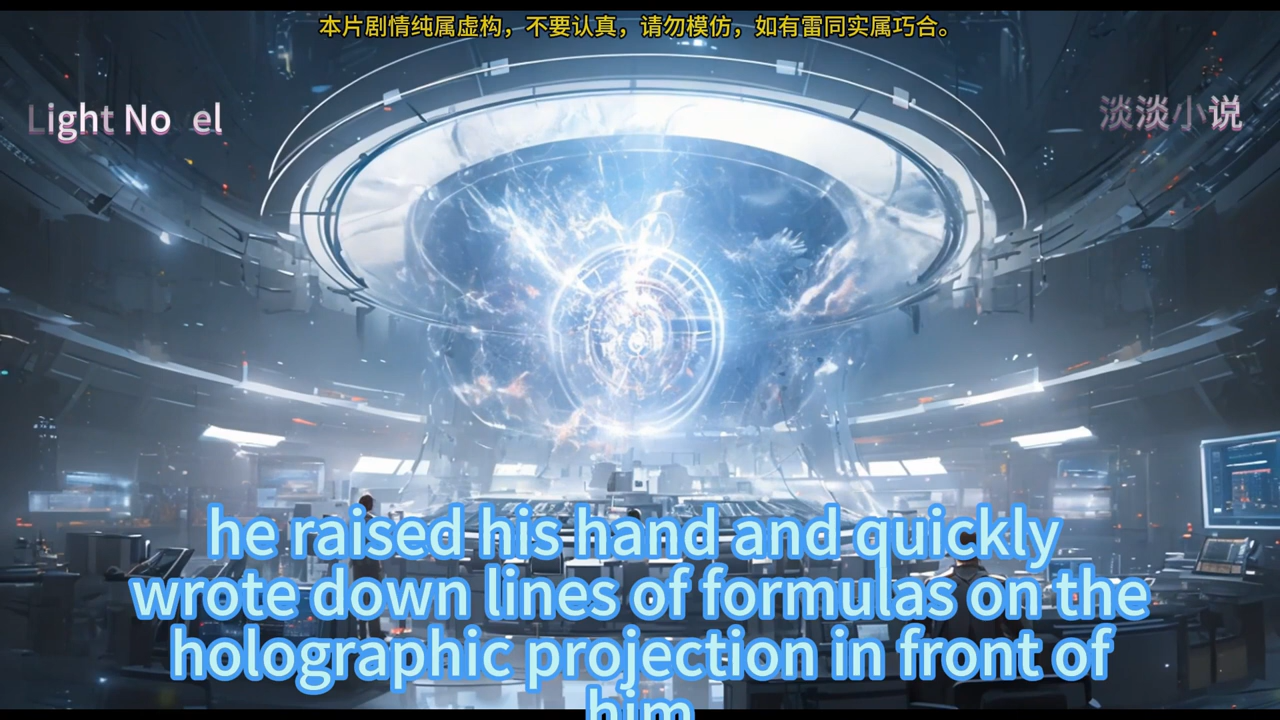 本片剧情纯属虚构，不要认真，请勿模仿，如有雷同实属巧合。
Light No el
淡淡小说
he raised his hand and quickly
wrote down lines of formulas on the
holographic projection in front of
him